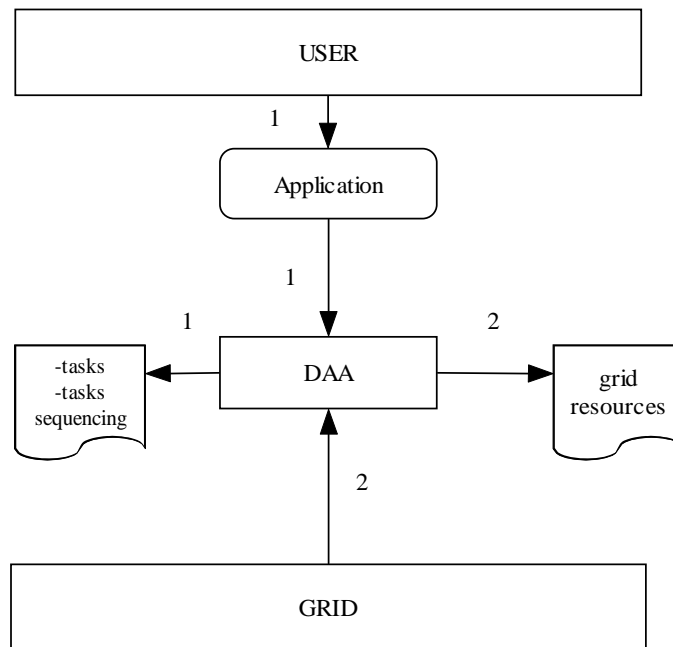 USER
1
Application
1
1
2
-tasks
-tasks
sequencing
DAA
grid
resources
2
GRID